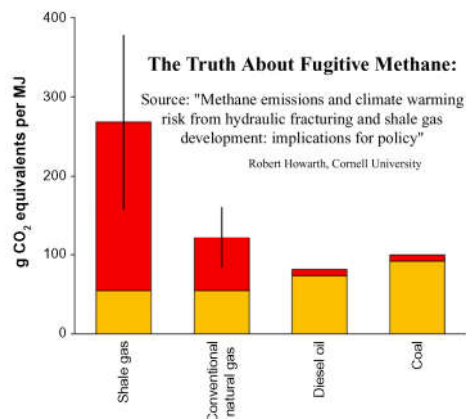 400
300
200
100
0
g CO₂ equivalents per MJ
The Truth About Fugitive Methane:
Source: "Methane emissions and climate warming
risk from hydraulic fracturing and shale gas
development: implications for policy"
Robert Howarth, Cornell University
Shale gas
Conventional
natural gas
Diesel oil
Coal